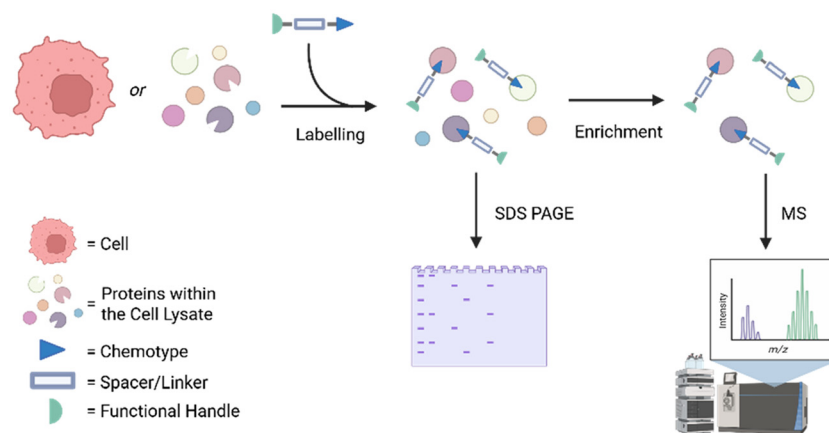 or
Labelling
Enrichment
SDS PAGE
MS
= Cell
= Proteins within
the Cell Lysate
= Chemotype
= Spacer/Linker
= Functional Handle
Intensity
m/z